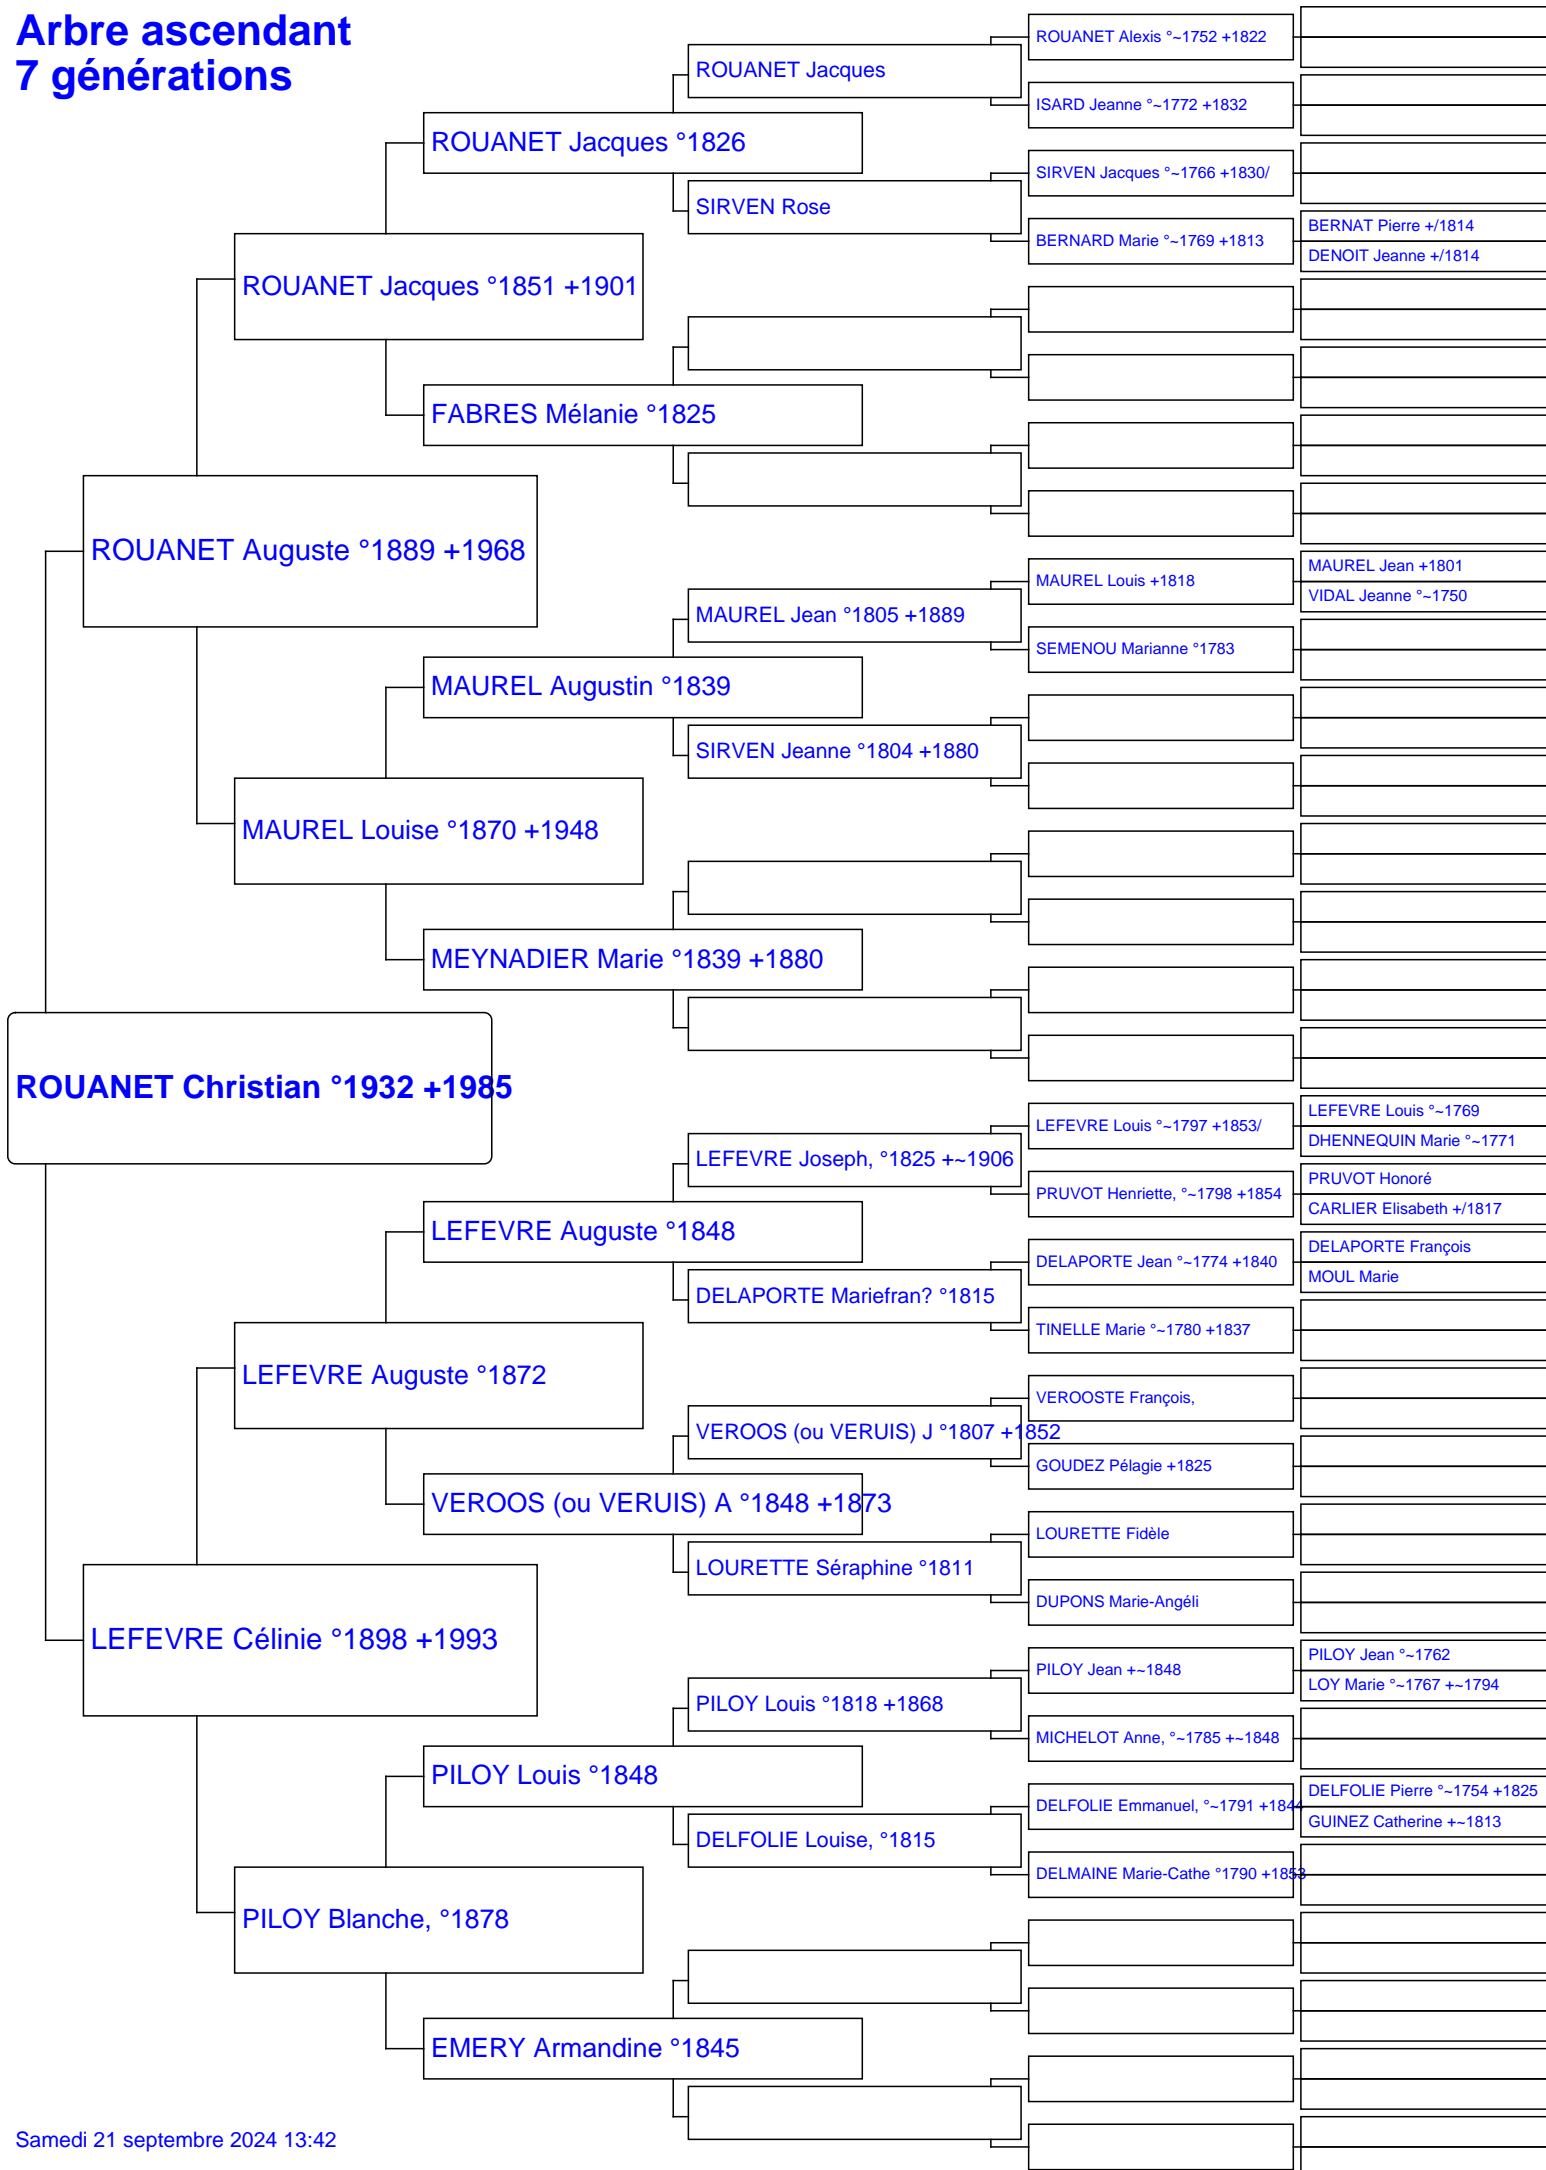 Arbre ascendant
7 générations
ROUANET Christian °1932 +1985
ROUANET Auguste °1889 +1968
LEFEVRE Célinie °1898 +1993
ROUANET Jacques °1851 +1901
MAUREL Louise °1870 +1948
LEFEVRE Auguste °1872
PILOY Blanche, °1878
ROUANET Jacques °1826
FABRES Mélanie °1825
MAUREL Augustin °1839
MEYNADIER Marie °1839 +1880
LEFEVRE Auguste °1848
VEROOS (ou VERUIS) A °1848 +1873
PILOY Louis °1848
EMERY Armandine °1845
ROUANET Jacques
SIRVEN Rose
MAUREL Jean °1805 +1889
SIRVEN Jeanne °1804 +1880
LEFEVRE Joseph, °1825 +~1906
DELAPORTE Mariefran? °1815
VEROOS (ou VERUIS) J °1807 +1852
LOURETTE Séraphine °1811
PILOY Louis °1818 +1868
DELFOLIE Louise, °1815
ROUANET Alexis °~1752 +1822
ISARD Jeanne °~1772 +1832
SIRVEN Jacques °~1766 +1830/
BERNARD Marie °~1769 +1813
MAUREL Louis +1818
SEMENOU Marianne °1783
LEFEVRE Louis °~1797 +1853/
PRUVOT Henriette, °~1798 +1854
DELAPORTE Jean °~1774 +1840
TINELLE Marie °~1780 +1837
VEROOSTE François,
GOUDEZ Pélagie +1825
LOURETTE Fidèle
DUPONS Marie-Angéli
PILOY Jean +~1848
MICHELOT Anne, °~1785 +~1848
DELFOLIE Emmanuel, °~1791 +1844
DELMAINE Marie-Cathe °1790 +1853
BERNAT Pierre +/1814
DENOIT Jeanne +/1814
MAUREL Jean +1801
VIDAL Jeanne °~1750
LEFEVRE Louis °~1769
DHENNEQUIN Marie °~1771
PRUVOT Honoré
CARLIER Elisabeth +/1817
DELAPORTE François
MOUL Marie
PILOY Jean °~1762
LOY Marie °~1767 +~1794
DELFOLIE Pierre °~1754 +1825
GUINEZ Catherine +~1813
Samedi 21 septembre 2024 13:42